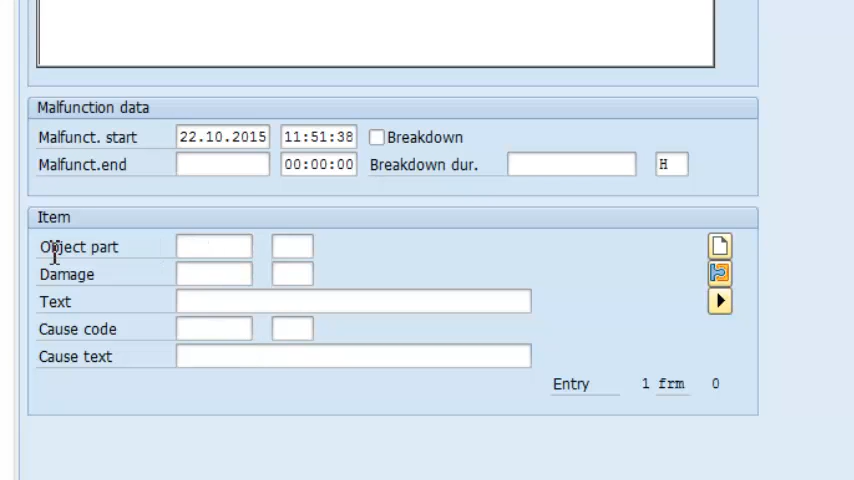 Malfunction data
Malfunct. start 22.10.2015 11:51:38 Breakdown
Malfunct.end 00:00:00 Breakdown dur. H
Item
Object part
Damage
Text
Cause code
Cause text
Entry 1 frm 0